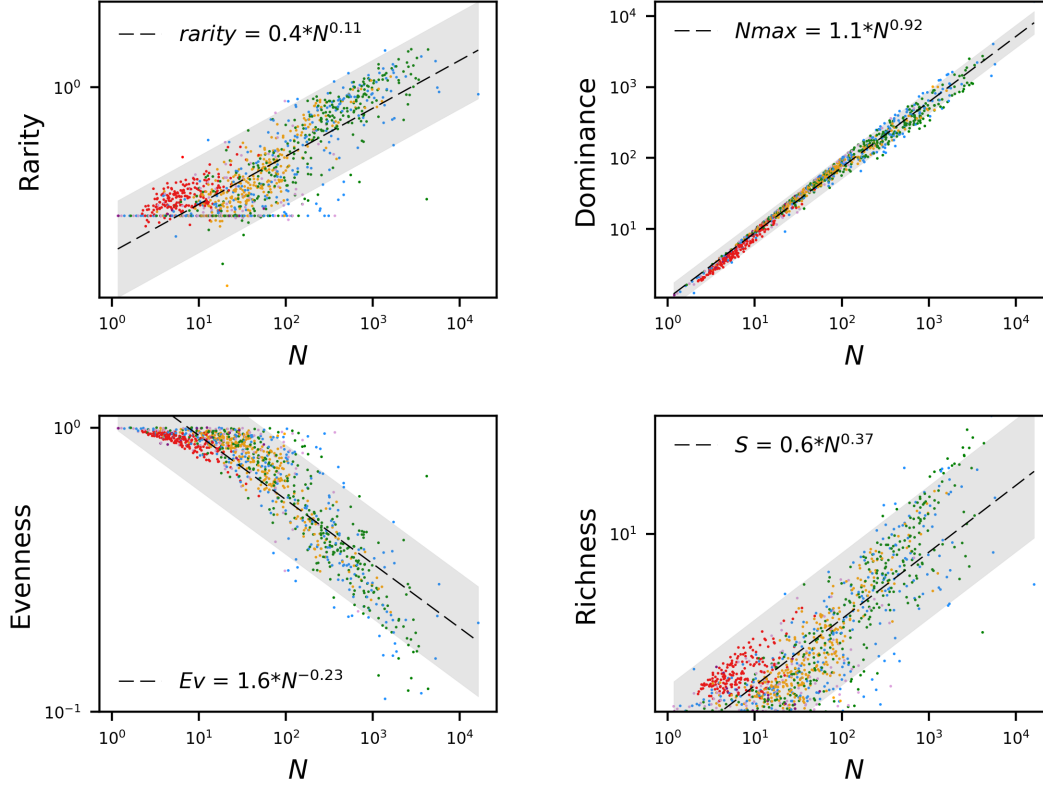 rarity = 0.4*N^0.11
10^0
Rarity
10^0 10^1 10^2 10^3 10^4
N
Nmax = 1.1*N^0.92
10^4
10^3
10^2
10^1
Dominance
10^0 10^1 10^2 10^3 10^4
N
10^0
Evenness
Ev = 1.6*N^−0.23
10^−1
10^0 10^1 10^2 10^3 10^4
N
S = 0.6*N^0.37
10^1
Richness
10^0 10^1 10^2 10^3 10^4
N